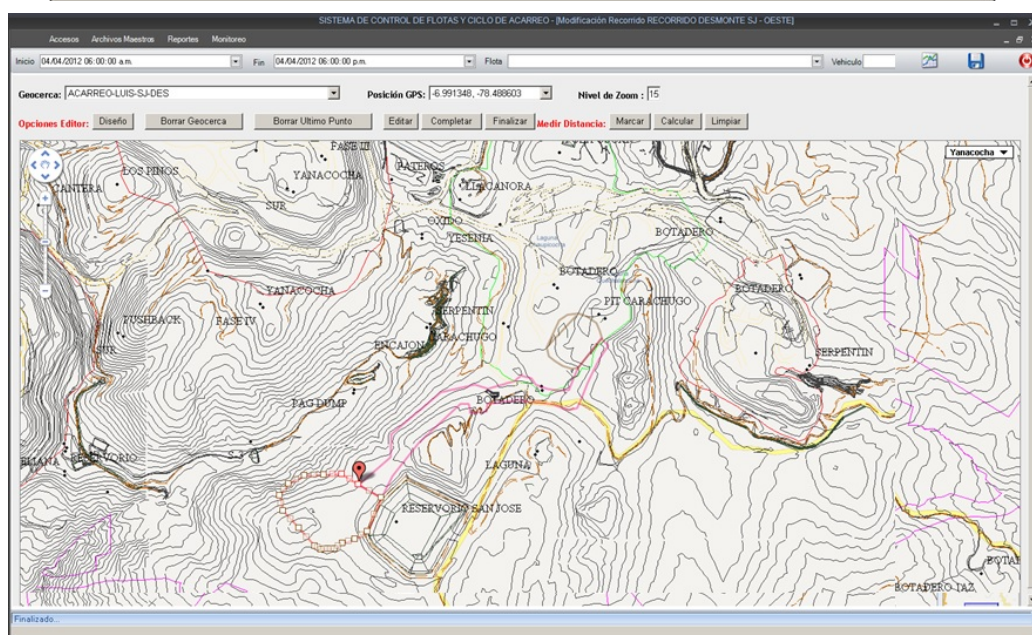 SISTEMA DE CONTROL DE FLOTAS Y CICLO DE ACARREO - [Modificación Recorrido RECORRIDO DESMONTE SJ - OESTE]
Accesos Archivos Maestros Reportes Monitoreo
Inicio 04/04/2012 06:00:00 a.m. Fin 04/04/2012 06:00:00 p.m. Flota Vehiculo
Geocerca: ACARREO-LUIS-SJ-DES Posición GPS: -6.991348, -78.488603 Nivel de Zoom : 15
Opciones Editor: Diseño Borrar Geocerca Borrar Ultimo Punto Editar Completar Finalizar Medir Distancia: Marcar Calcular Limpiar
FASE III
Yanacocha
LOS PINOS
YANACOCHA
PATEROS
CANTERA
LLACANORA
SUR
OXIDO
YESENIA
Laguna
BOTADERO
BOTADERO
YANACOCHA
BOTADERO
PIT CARACHUGO
SERPENTIN
PUSHBACK
FASE IV
CARACHUGO
ENCAJON
SUR
SERPENTIN
PAG DUMP
BOTADERO
RESERVORIO
S-3
LAGUNA
RESERVORIO SAN JOSE
BOTADERO DAZ
Finalizado...